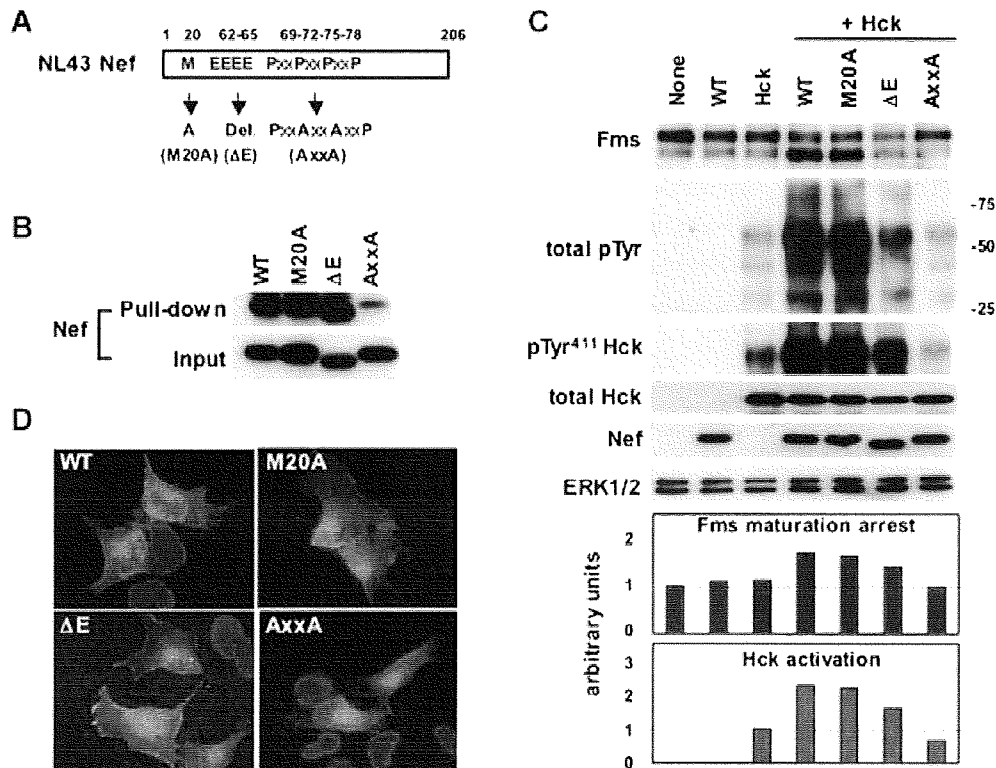 A
1 20 62-65 69-72-75-78 206
NL43 Nef M EEEE PxxPxxPxxP
A Del. PxxAxxAxxP
(M20A) (ΔE) (AxxA)
B
WT M20A ΔE AxxA
Nef
Pull-down
Input
C
+ Hck
None WT Hck WT M20A ΔE AxxA
Fms
total pTyr
-75
-50
-25
pTyr411 Hck
total Hck
Nef
ERK1/2
arbitrary units
Fms maturation arrest
2
1
0
Hck activation
3
2
1
0
D
WT
M20A
ΔE
AxxA